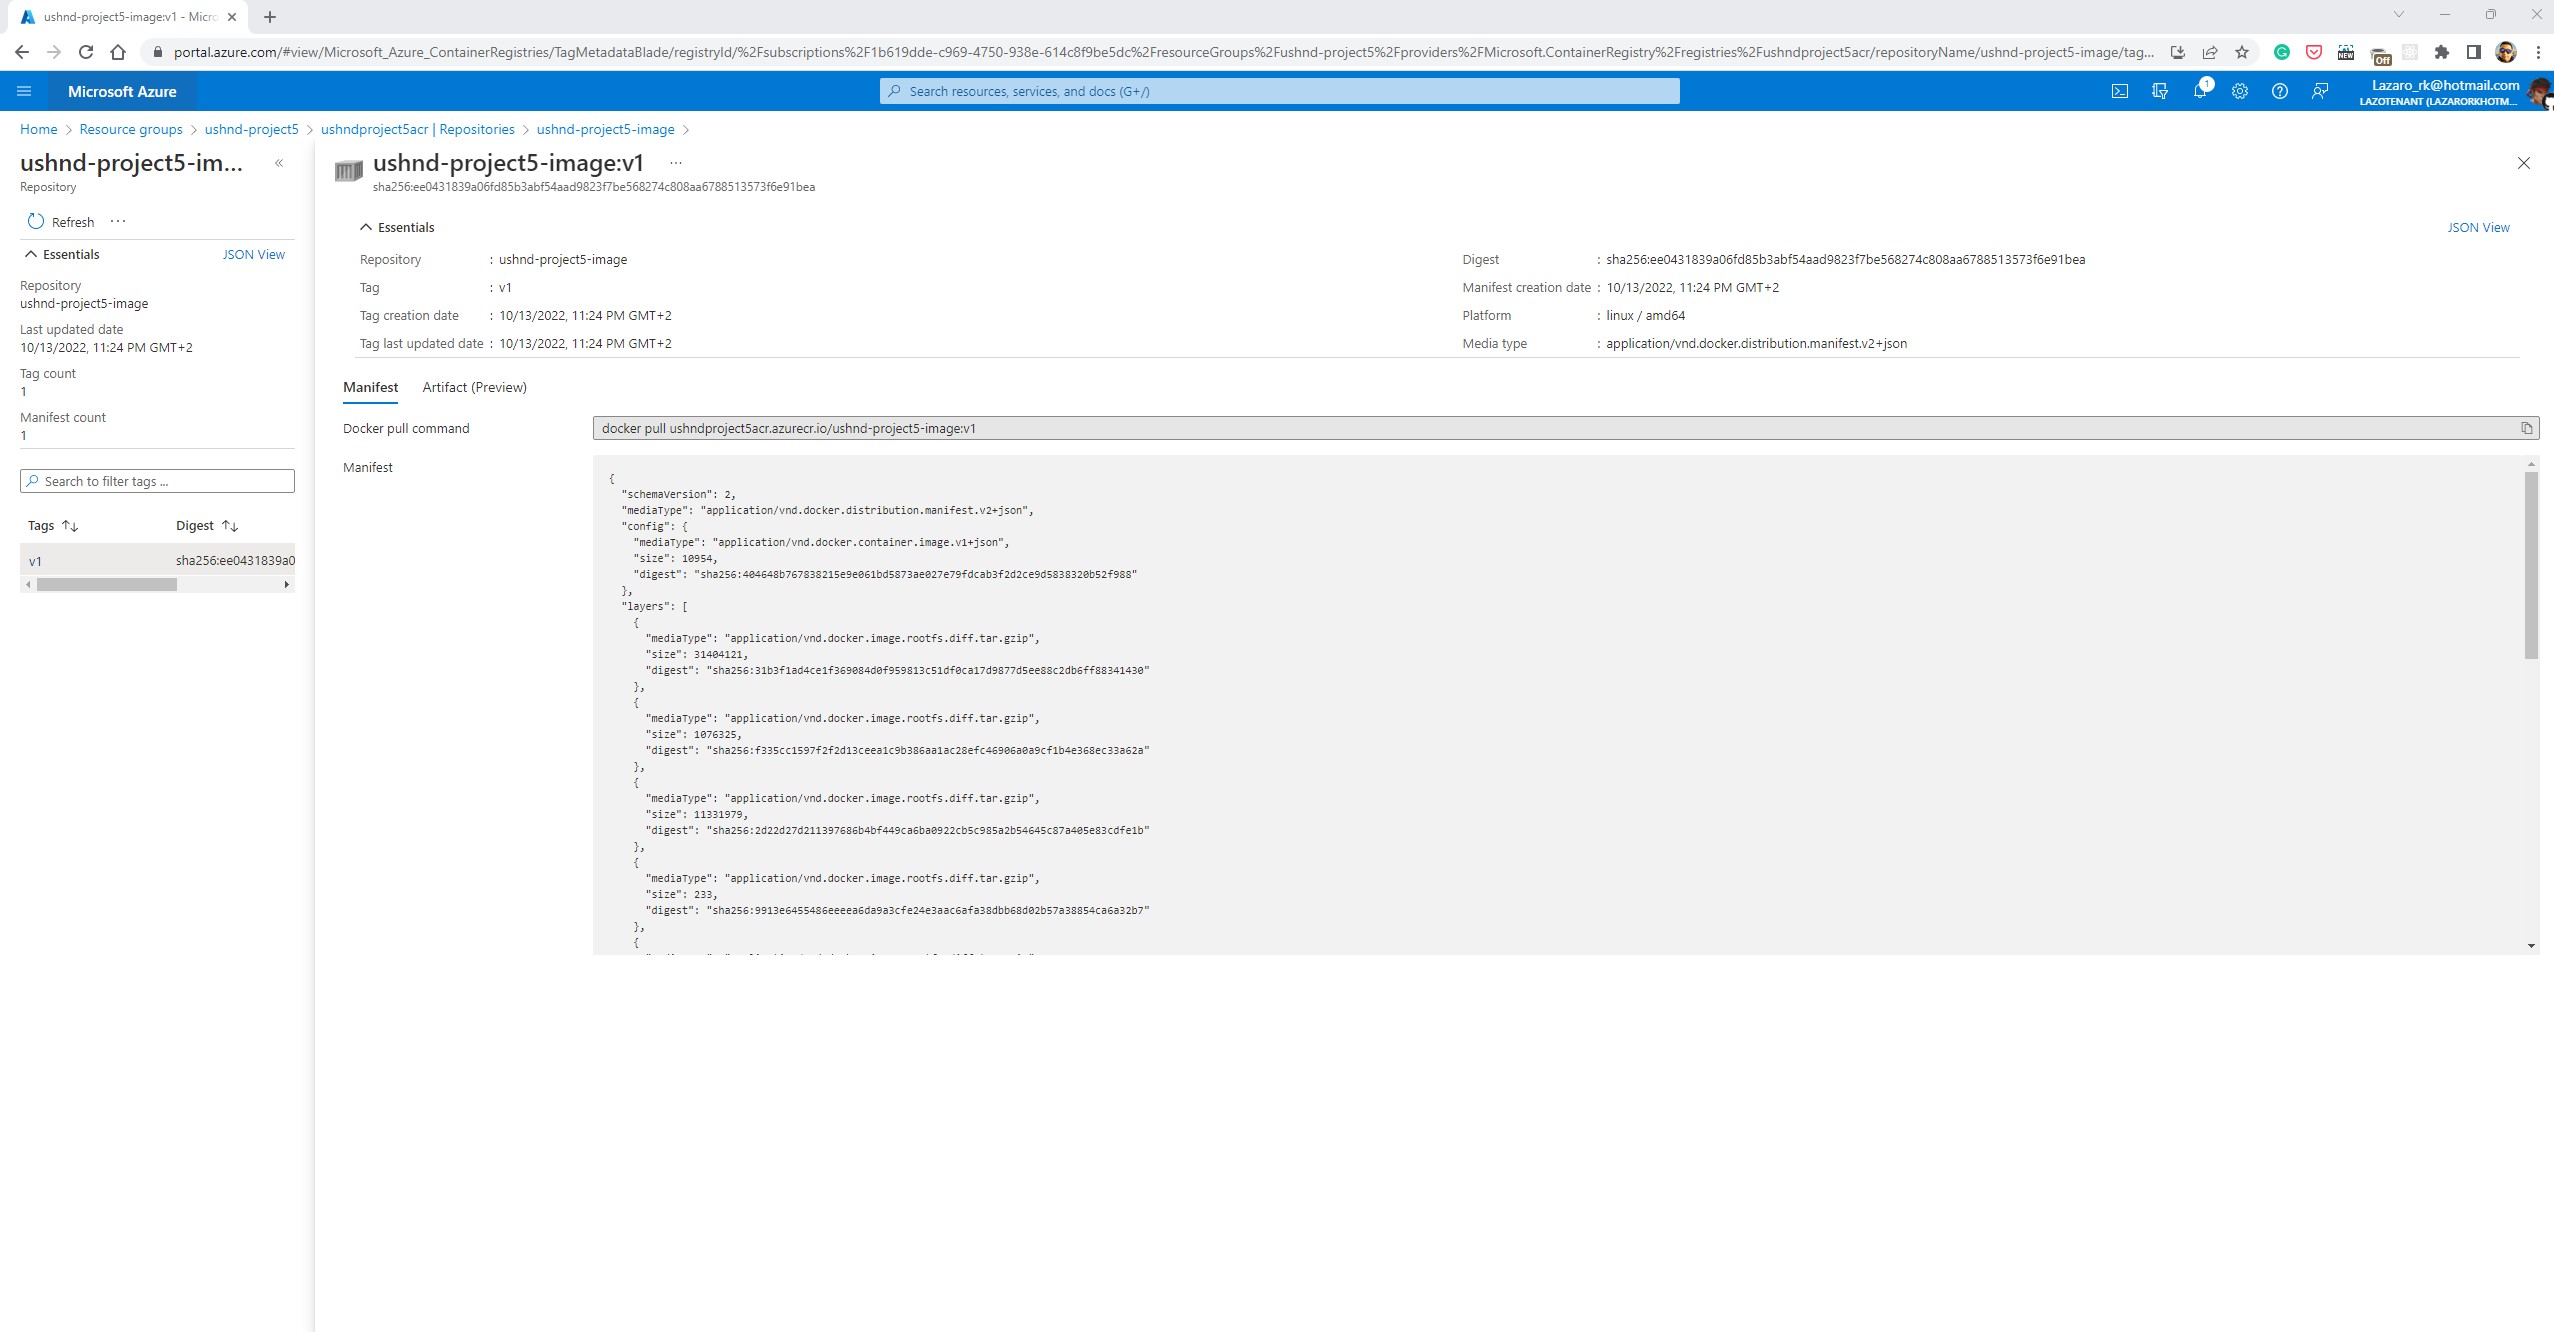 ushnd-project5-image:v1 - Micro
portal.azure.com/#view/Microsoft_Azure_ContainerRegistries/TagMetadataBlade/registryId/%2Fsubscriptions%2F1b619dde-c969-4750-938e-614c8f9be5dc%2FresourceGroups%2Fushnd-project5%2Fproviders%2FMicrosoft.ContainerRegistry%2Fregistries%2Fushndproject5acr/repositoryName/ushnd-project5-image/tag...
NEW
Off
Microsoft Azure
Search resources, services, and docs (G+/)
1
Lazaro_rk@hotmail.com
LAZOTENANT (LAZARORKHOTM...
Home > Resource groups > ushnd-project5 > ushndproject5acr | Repositories > ushnd-project5-image >
ushnd-project5-im...
Repository
Refresh ...
Essentials JSON View
Repository
ushnd-project5-image
Last updated date
10/13/2022, 11:24 PM GMT+2
Tag count
1
Manifest count
1
Search to filter tags ...
Tags Digest
v1 sha256:ee0431839a0
ushnd-project5-image:v1 ...
sha256:ee0431839a06fd85b3abf54aad9823f7be568274c808aa6788513573f6e91bea
Essentials JSON View
Repository : ushnd-project5-image
Tag : v1
Tag creation date : 10/13/2022, 11:24 PM GMT+2
Tag last updated date : 10/13/2022, 11:24 PM GMT+2
Digest : sha256:ee0431839a06fd85b3abf54aad9823f7be568274c808aa6788513573f6e91bea
Manifest creation date : 10/13/2022, 11:24 PM GMT+2
Platform : linux / amd64
Media type : application/vnd.docker.distribution.manifest.v2+json
Manifest Artifact (Preview)
Docker pull command docker pull ushndproject5acr.azurecr.io/ushnd-project5-image:v1
Manifest
{
"schemaVersion": 2,
"mediaType": "application/vnd.docker.distribution.manifest.v2+json",
"config": {
"mediaType": "application/vnd.docker.container.image.v1+json",
"size": 10954,
"digest": "sha256:404648b767838215e9e061bd5873ae027e79fdcab3f2d2ce9d5838320b52f988"
},
"layers": [
{
"mediaType": "application/vnd.docker.image.rootfs.diff.tar.gzip",
"size": 31404121,
"digest": "sha256:31b3f1ad4ce1f369084d0f959813c51df0ca17d9877d5ee88c2db6ff88341430"
},
{
"mediaType": "application/vnd.docker.image.rootfs.diff.tar.gzip",
"size": 1076325,
"digest": "sha256:f335cc1597f2f2d13ceea1c9b386aa1ac28efc46906a0a9cf1b4e368ec33a62a"
},
{
"mediaType": "application/vnd.docker.image.rootfs.diff.tar.gzip",
"size": 11331979,
"digest": "sha256:2d22d27d211397686b4bf449ca6ba0922cb5c985a2b54645c87a405e83cdfe1b"
},
{
"mediaType": "application/vnd.docker.image.rootfs.diff.tar.gzip",
"size": 233,
"digest": "sha256:9913e6455486eeeea6da9a3cfe24e3aac6afa38dbb68d02b57a38854ca6a32b7"
},
{